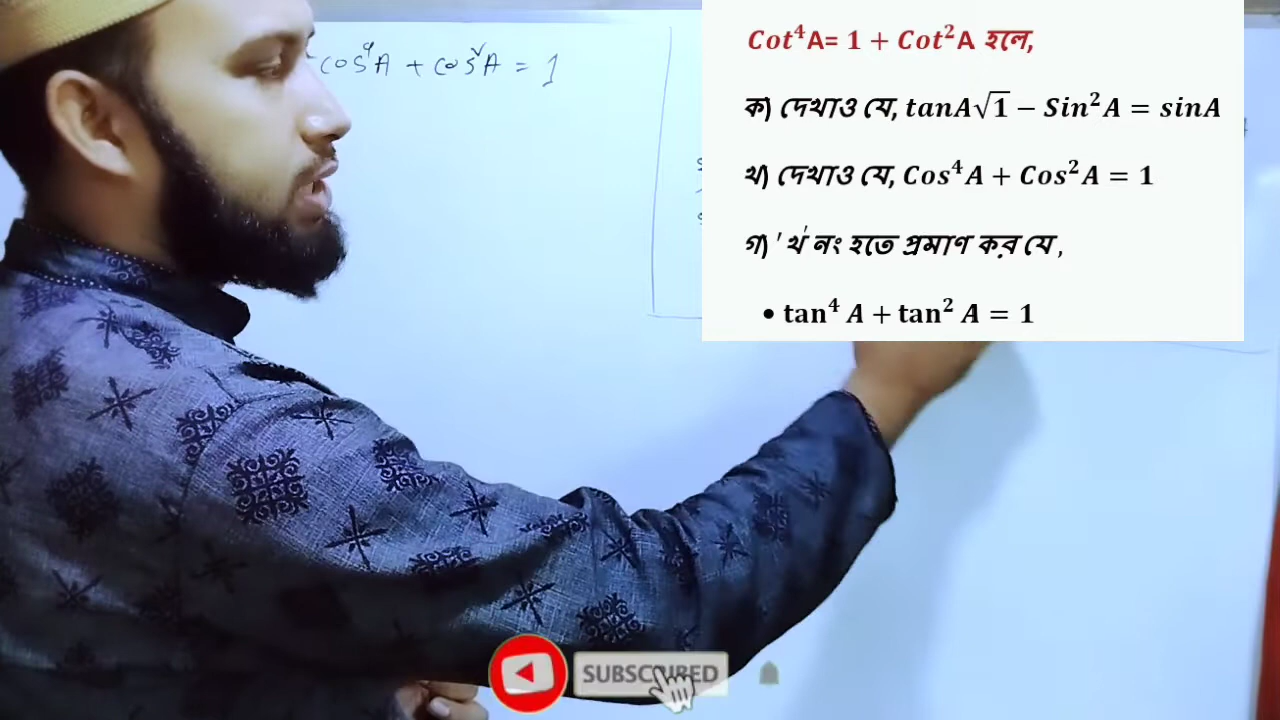 cos⁴A + cos²A = 1
Cot⁴A= 1 + Cot²A হলে,
ক) দেখাও যে, tanA√1 − Sin²A = sinA
খ) দেখাও যে, Cos⁴A + Cos²A = 1
গ) 'খ' নং হতে প্রমাণ কর যে ,
• tan⁴ A + tan² A = 1
SUBSCRIBED